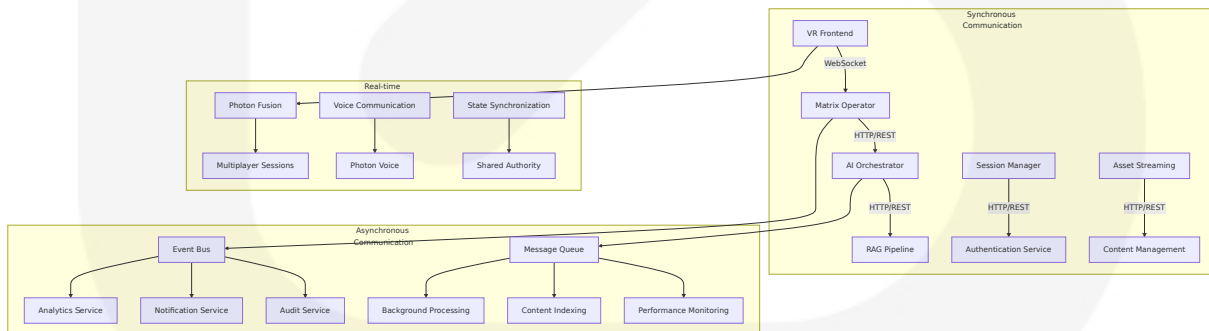 Synchronous
Communication
VR Frontend
WebSocket
Real-time
Photon Fusion
Voice Communication
State Synchronization
Matrix Operator
HTTP/REST
Multiplayer Sessions
Photon Voice
Shared Authority
AI Orchestrator
Session Manager
Asset Streaming
HTTP/REST
HTTP/REST
HTTP/REST
Asynchronous
Communication
Event Bus
Message Queue
RAG Pipeline
Authentication Service
Content Management
Analytics Service
Notification Service
Audit Service
Background Processing
Content Indexing
Performance Monitoring